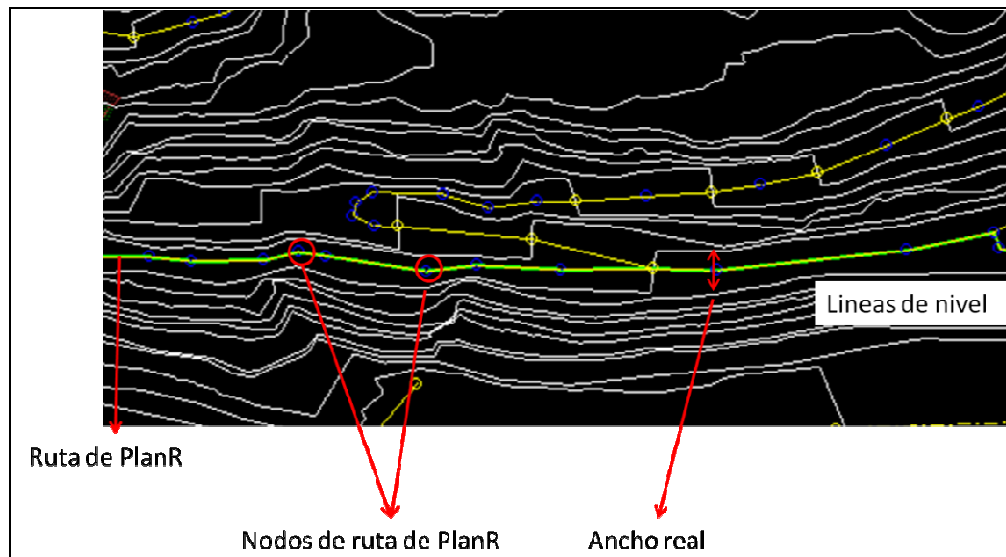 Lineas de nivel
Ruta de PlanR
Nodos de ruta de PlanR
Ancho real